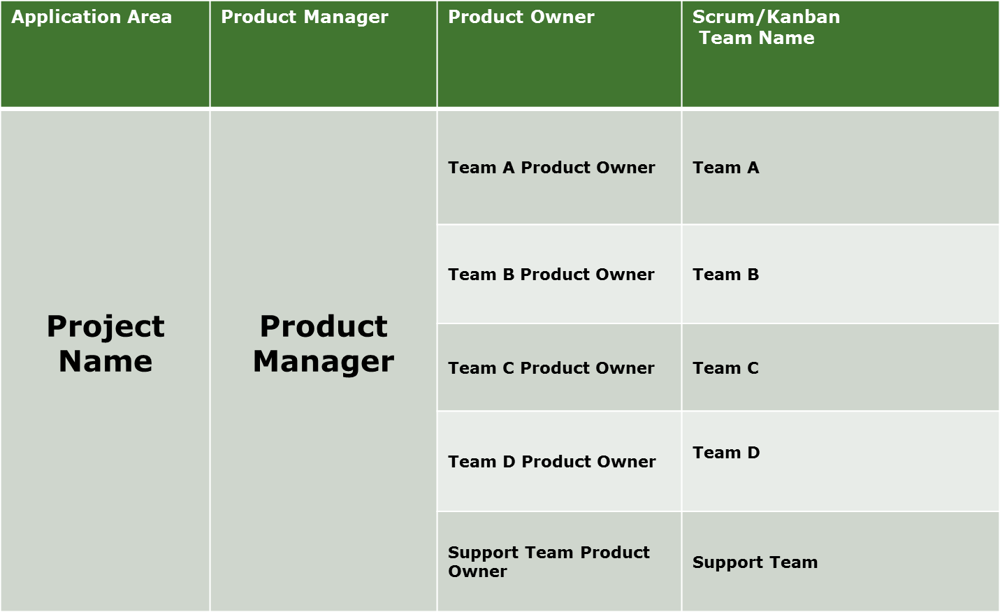 Application Area
Product Manager
Product Owner
Scrum/Kanban
Team Name
Project
Name
Product
Manager
Team A Product Owner
Team A
Team B Product Owner
Team B
Team C Product Owner
Team C
Team D Product Owner
Team D
Support Team Product
Owner
Support Team